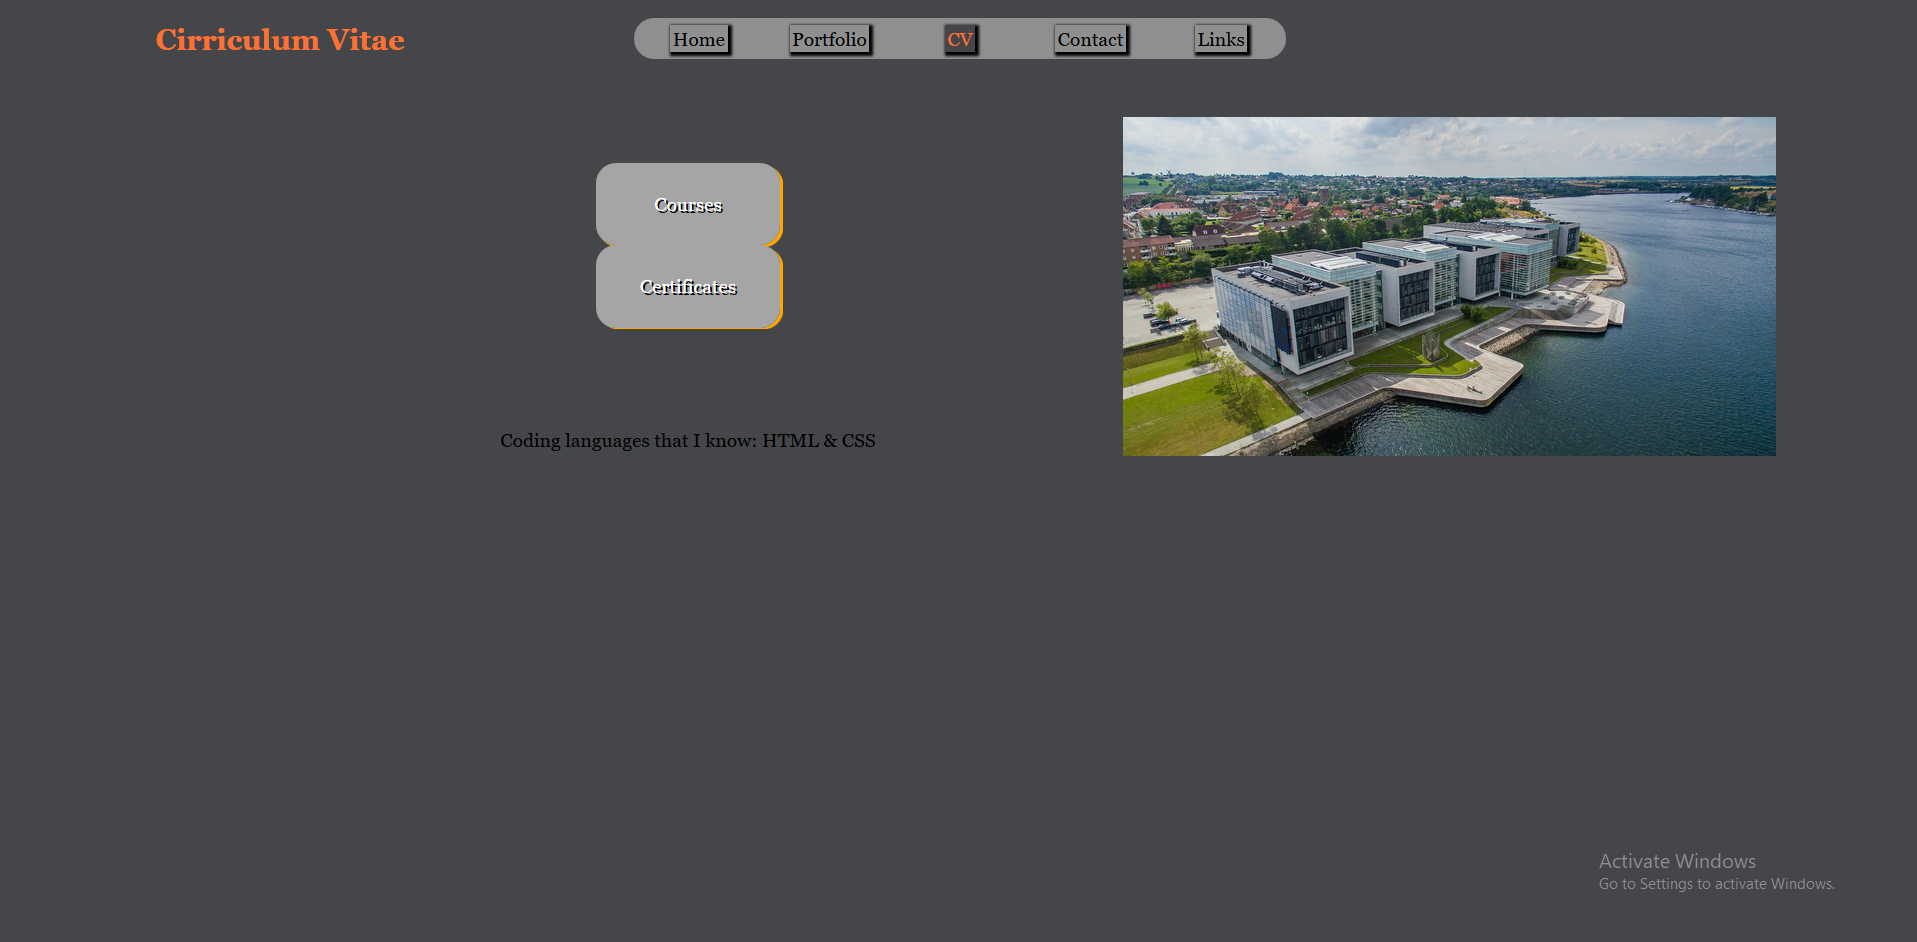 Cirriculum Vitae
Home Portfolio CV Contact Links
Courses
Certificates
Coding languages that I know: HTML & CSS
Activate Windows
Go to Settings to activate Windows.